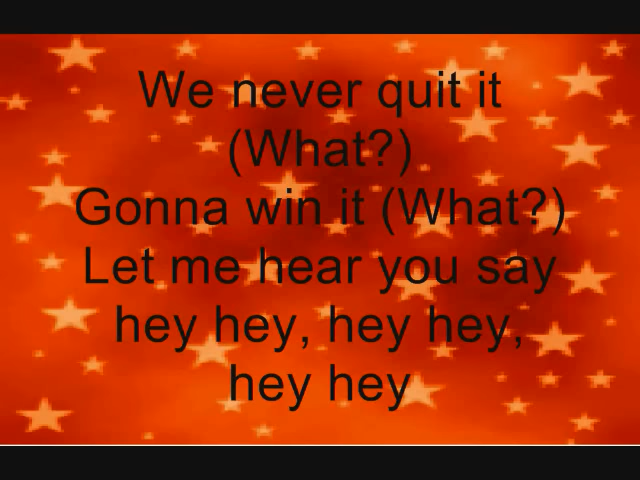 We never quit it
(What?)
Gonna win it (What?)
Let me hear you say
hey hey, hey hey,
hey hey